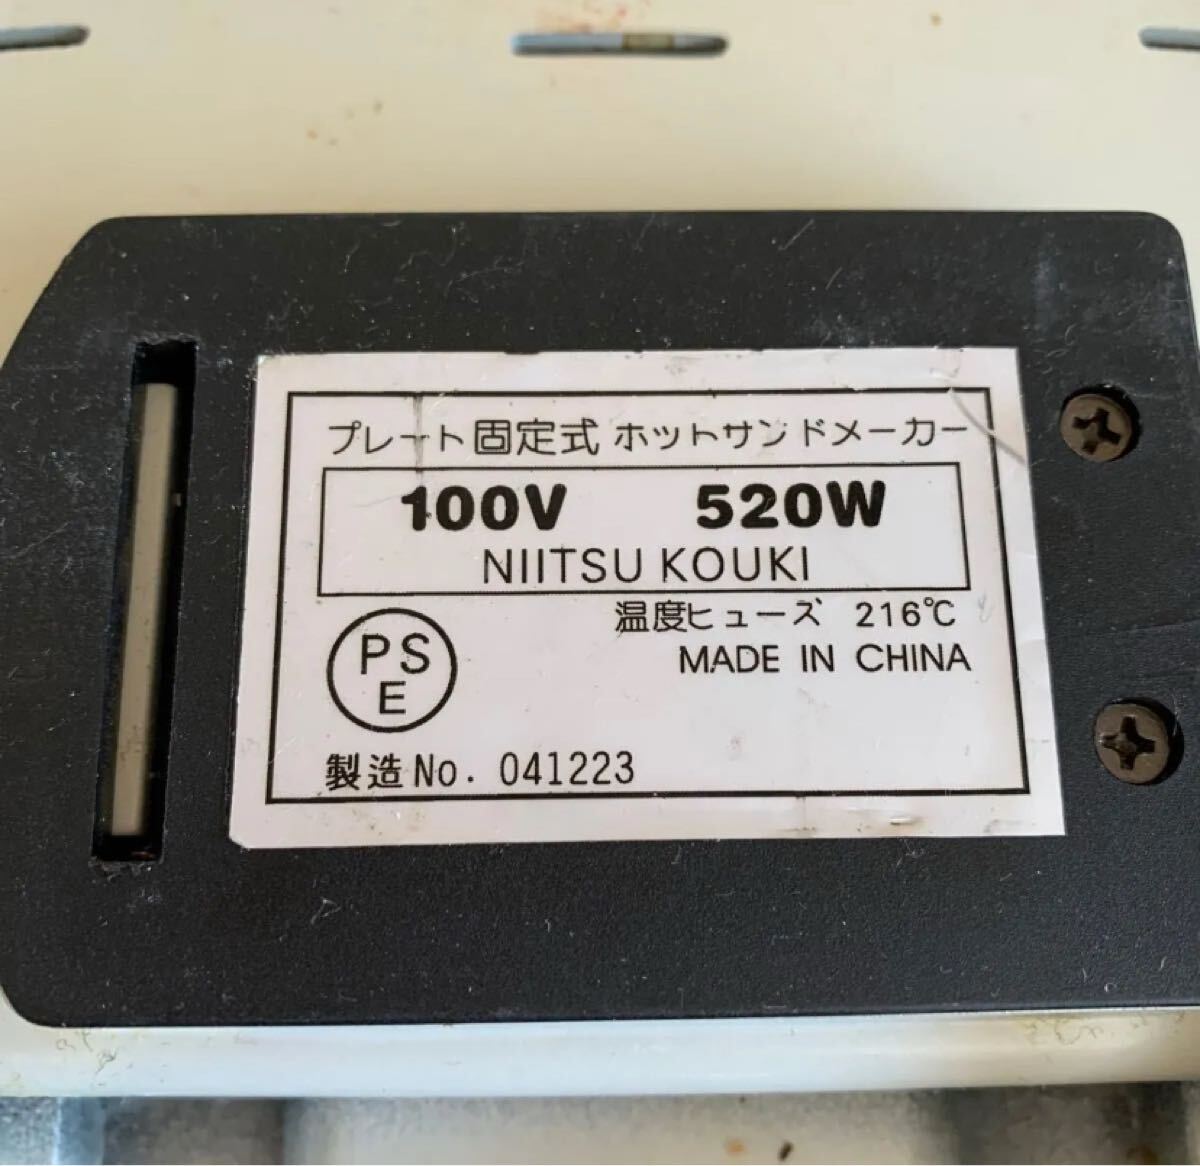 プレート固定式 ホットサンドメーカー
100V 520W
NIITSU KOUKI
温度ヒューズ 216℃
MADE IN CHINA
PS
E
製造No. 041223